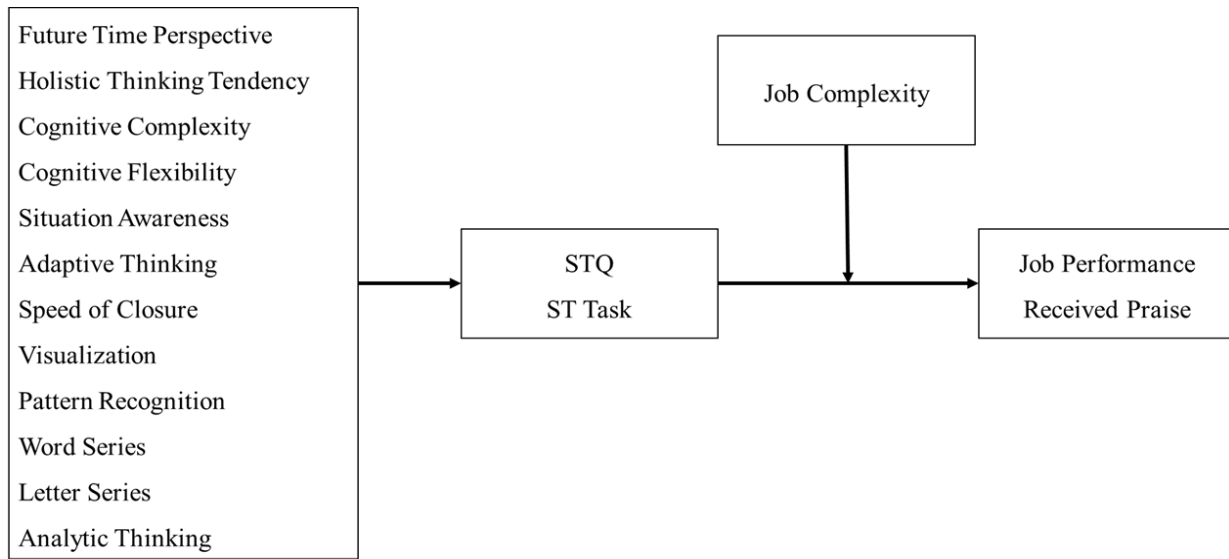 Future Time Perspective
Holistic Thinking Tendency
Cognitive Complexity
Cognitive Flexibility
Situation Awareness
Adaptive Thinking
Speed of Closure
Visualization
Pattern Recognition
Word Series
Letter Series
Analytic Thinking
STQ
ST Task
Job Complexity
Job Performance
Received Praise